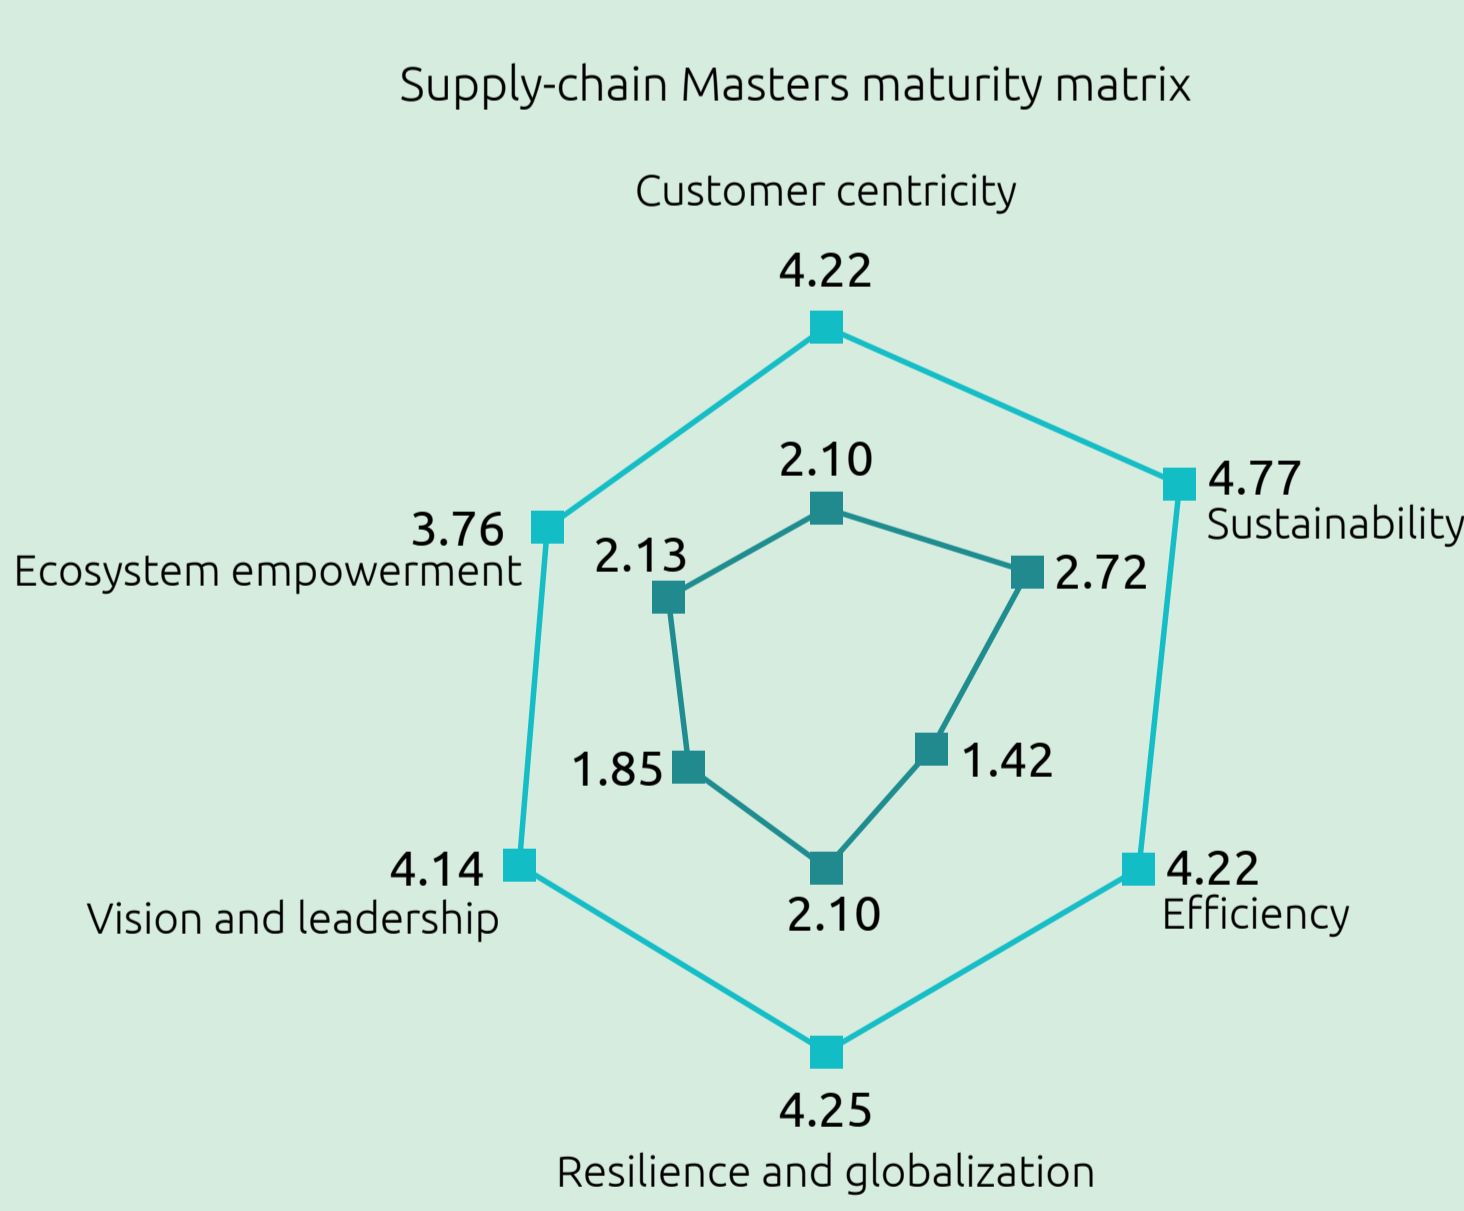 Supply-chain Masters maturity matrix
Customer centricity
4.22
2.10
4.77
Sustainability
3.76
Ecosystem empowerment
2.13
2.72
1.85
1.42
4.14
Vision and leadership
4.22
Efficiency
2.10
4.25
Resilience and globalization